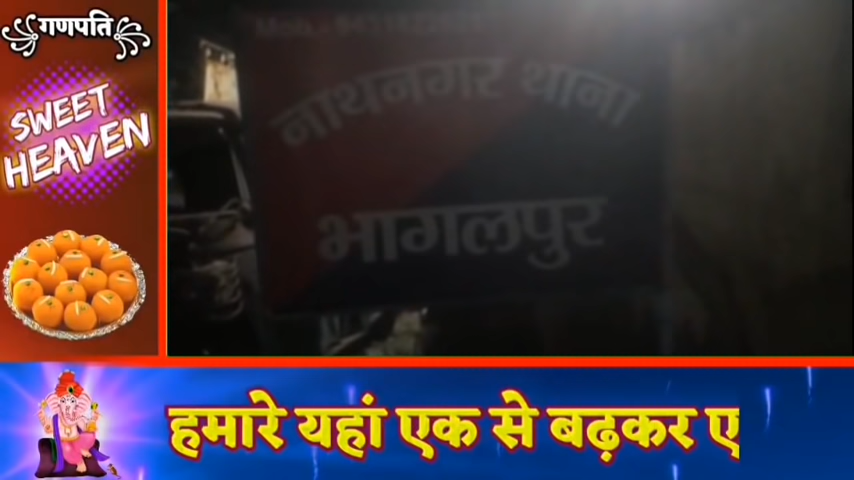 गणपति
SWEET
HEAVEN
नाथनगर थाना
भागलपुर
हमारे यहां एक से बढ़कर ए